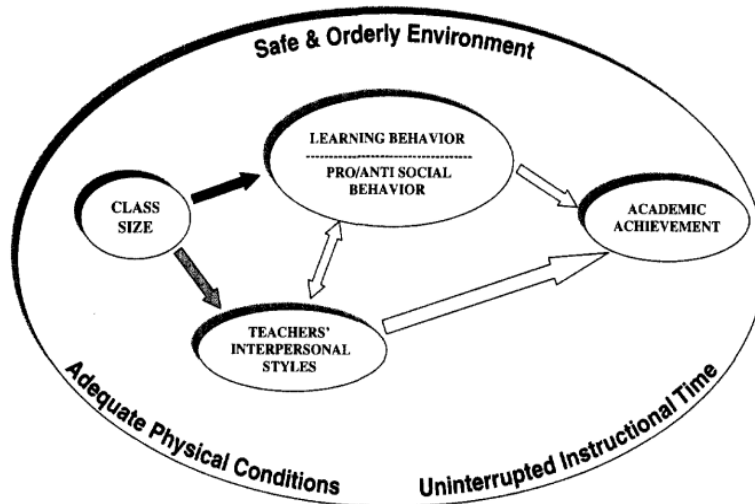 Safe & Orderly Environment
LEARNING BEHAVIOR
PRO/ANTI SOCIAL
BEHAVIOR
CLASS
SIZE
ACADEMIC
ACHIEVEMENT
TEACHERS'
INTERPERSONAL
STYLES
Adequate Physical Conditions
Uninterrupted Instructional Time